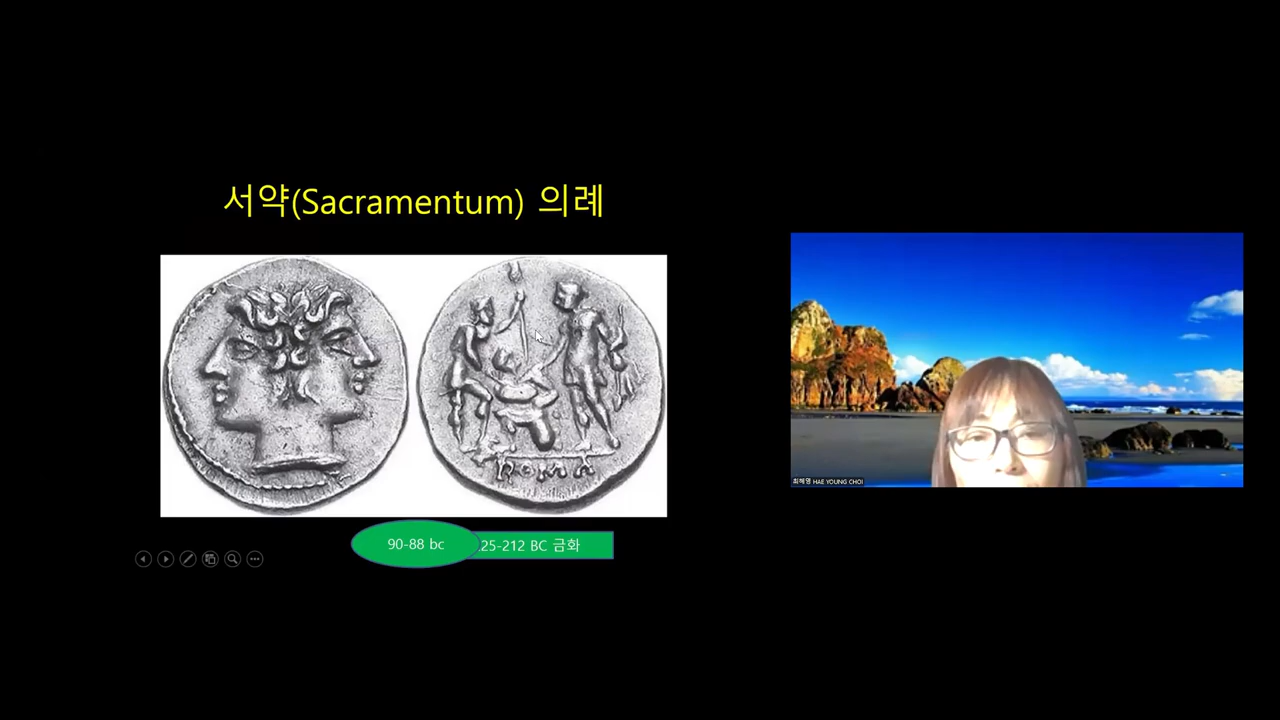 서약(Sacramentum) 의례
ROMA
90-88 bc
25-212 BC 금화
최혜영 HAE YOUNG CHOI